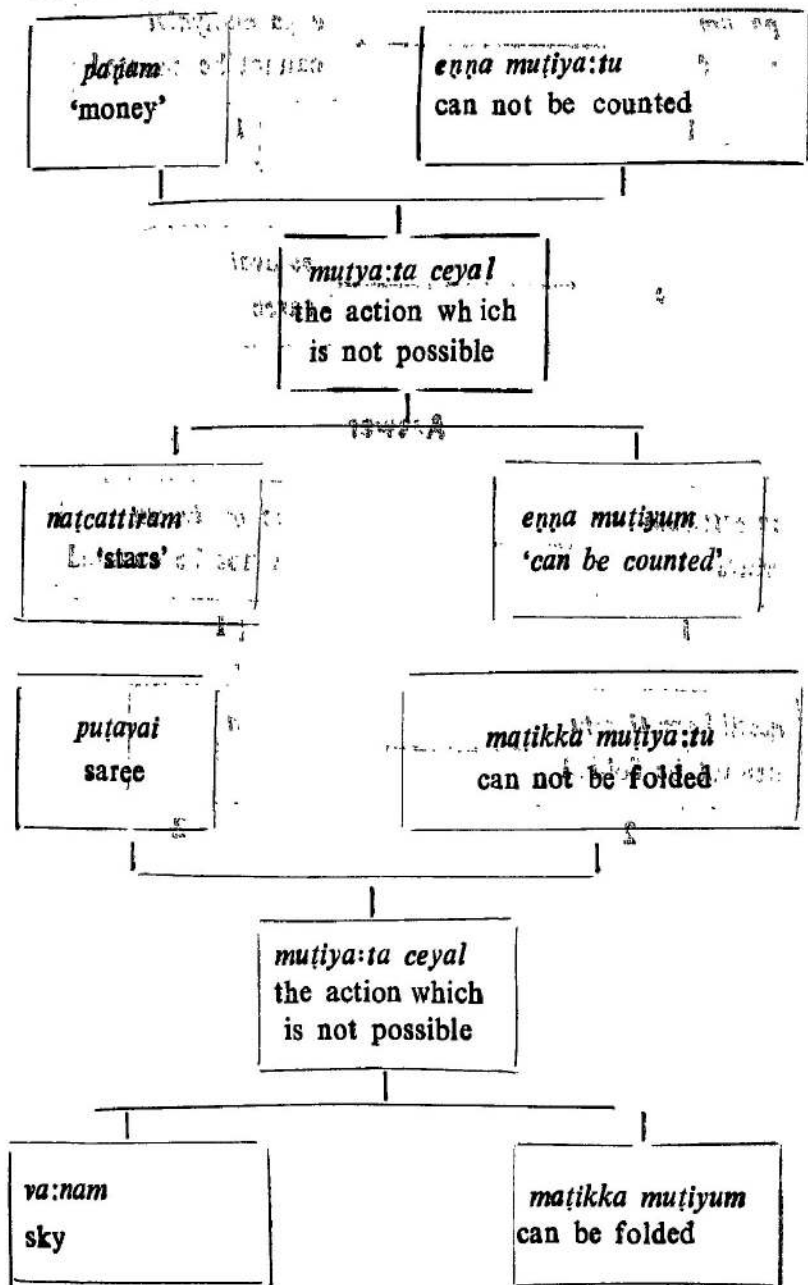 paṇam
‘money’
eṇṇa muṭiya:tu
can not be counted
muṭya:ta ceyal
the action wh ich
is not possible
naṭcattiram
‘stars’
eṇṇa muṭiyum
‘can be counted’
puṭavai
saree
maṭikka muṭiya:tu
can not be folded
muṭiya:ta ceyal
the action which
is not possible
va:nam
sky
maṭikka muṭiyum
can be folded